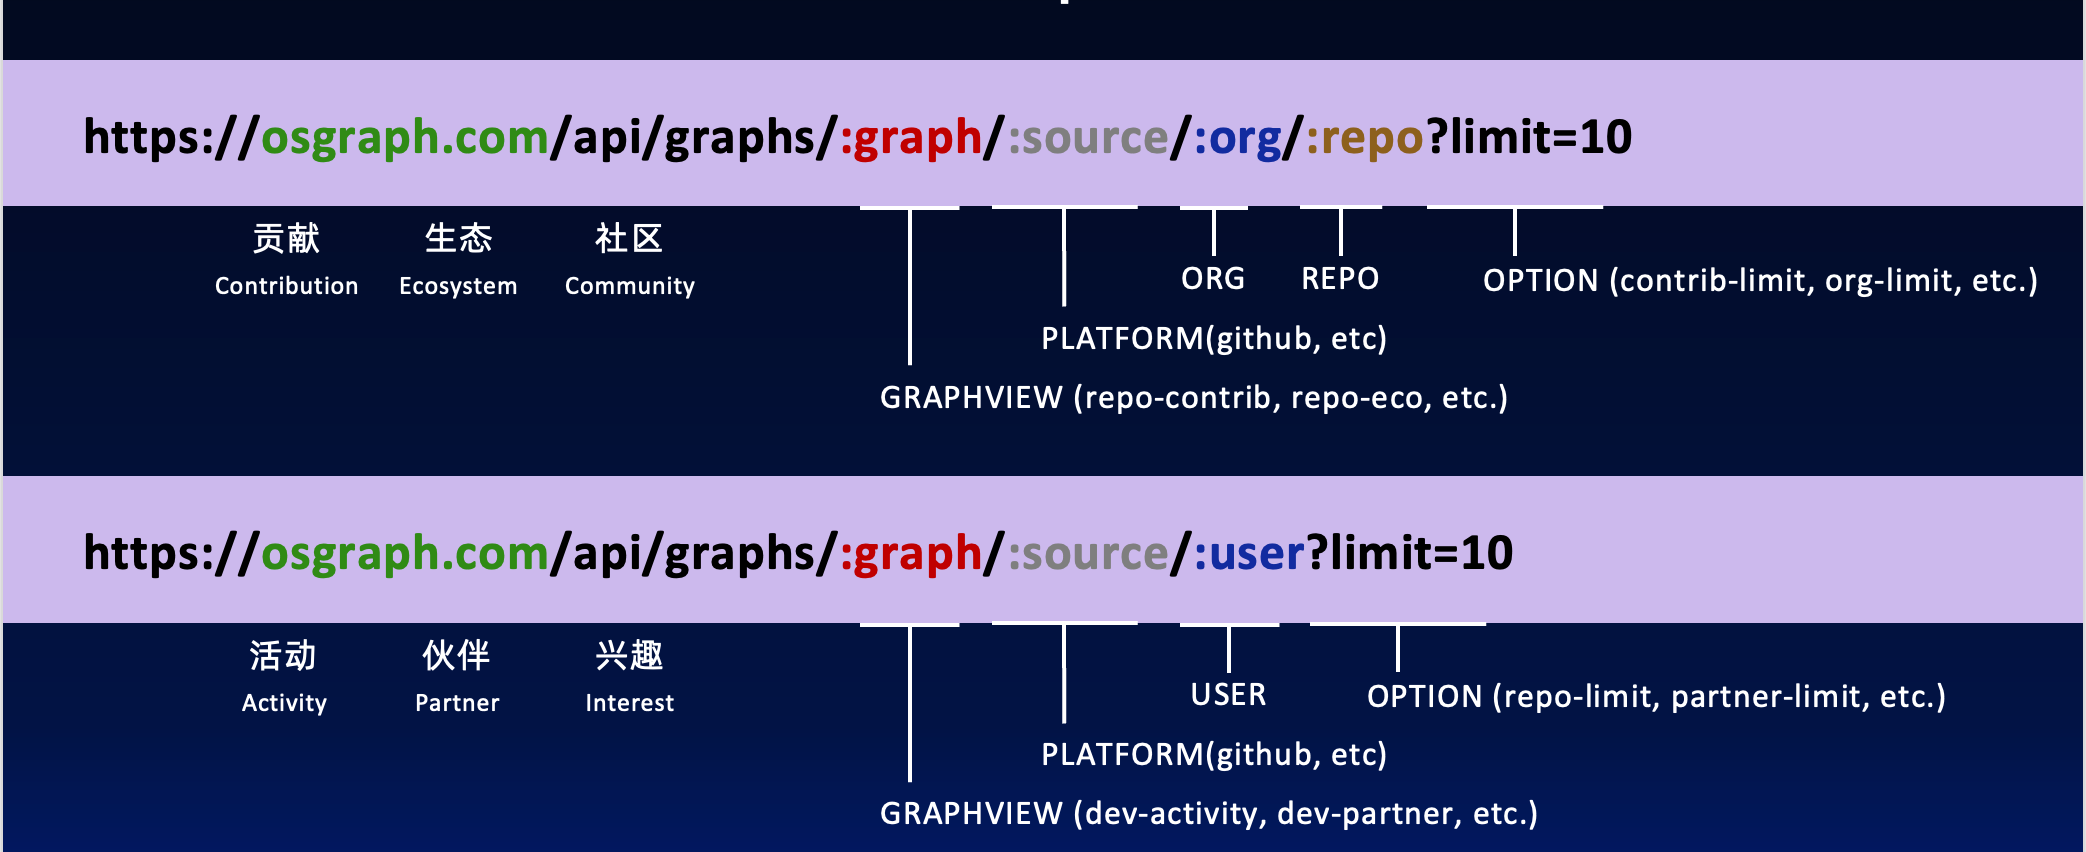 https://osgraph.com/api/graphs/:graph/:source/:org/:repo?limit=10
贡献 生态 社区
Contribution Ecosystem Community
ORG REPO OPTION (contrib-limit, org-limit, etc.)
PLATFORM(github, etc)
GRAPHVIEW (repo-contrib, repo-eco, etc.)
https://osgraph.com/api/graphs/:graph/:source/:user?limit=10
活动 伙伴 兴趣
Activity Partner Interest
USER OPTION (repo-limit, partner-limit, etc.)
PLATFORM(github, etc)
GRAPHVIEW (dev-activity, dev-partner, etc.)